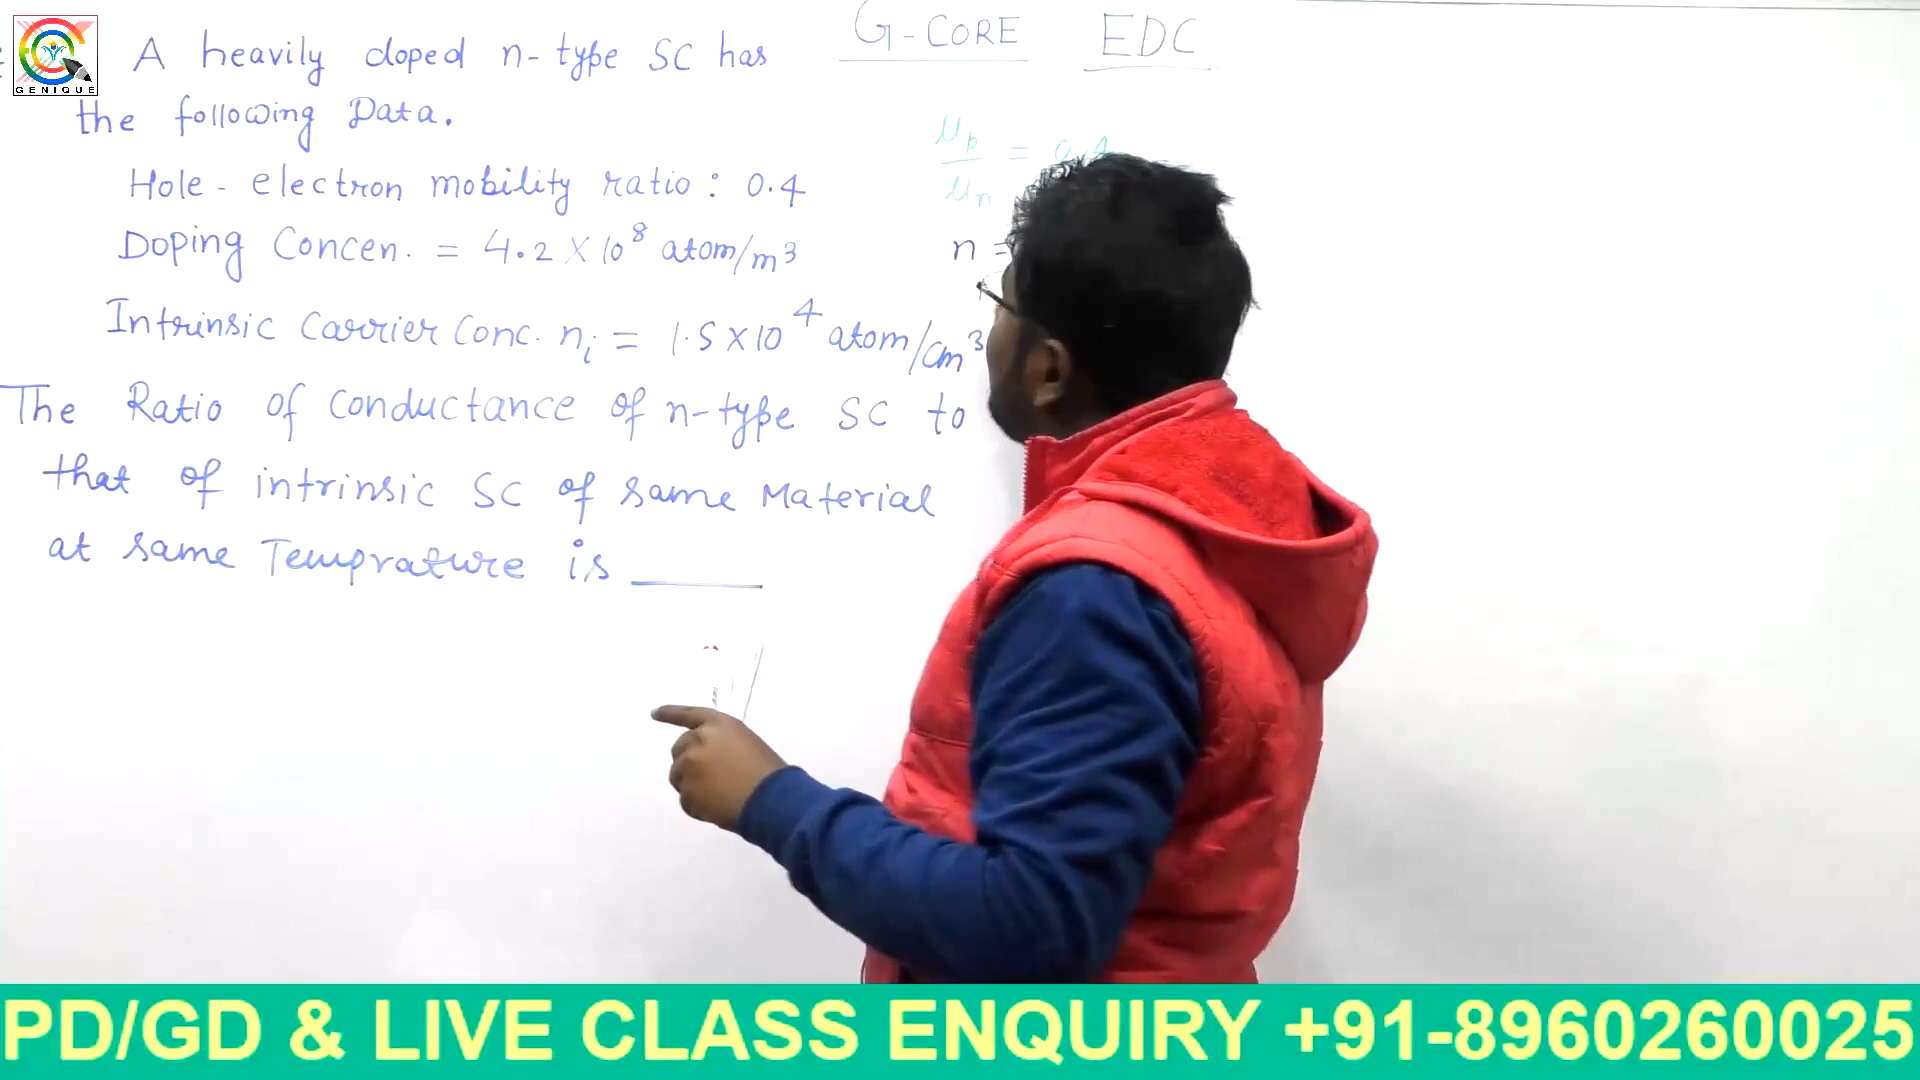 G-CORE EDC
GENIQUE
A heavily doped n-type SC has
the following Data.
Hole-electron mobility ratio: 0.4
Doping Concen. = 4.2 X 10⁸ atom/m³
Intrinsic Carrier Conc. nᵢ = 1.5 X 10⁴ atom/cm³
The Ratio of Conductance of n-type SC to
that of intrinsic SC of same Material
at same Temprature is ____
μp/μn = 0.4
n =
PD/GD & LIVE CLASS ENQUIRY +91-8960260025